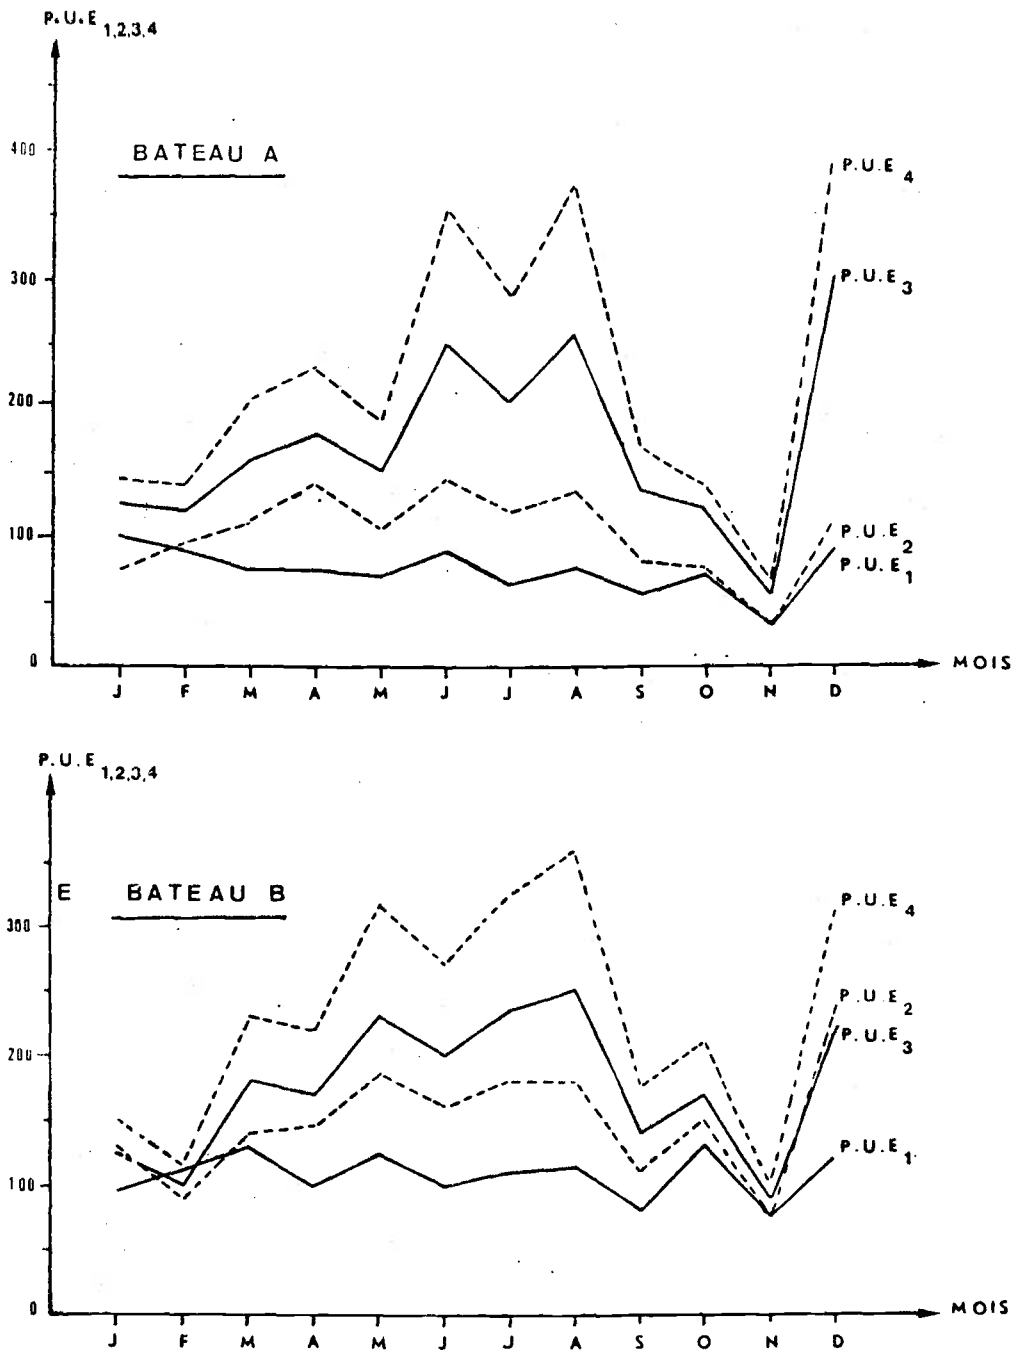 P.U.E 1,2,3,4
400
BATEAU A
P.U.E 4
300
P.U.E 3
200
100
P.U.E 2
P.U.E 1
0
MOIS
J F M A M J J A S O N D
P.U.E 1,2,3,4
E BATEAU B
300
P.U.E 4
P.U.E 2
200
P.U.E 3
P.U.E 1
100
0
MOIS
J F M A M J J A S O N D